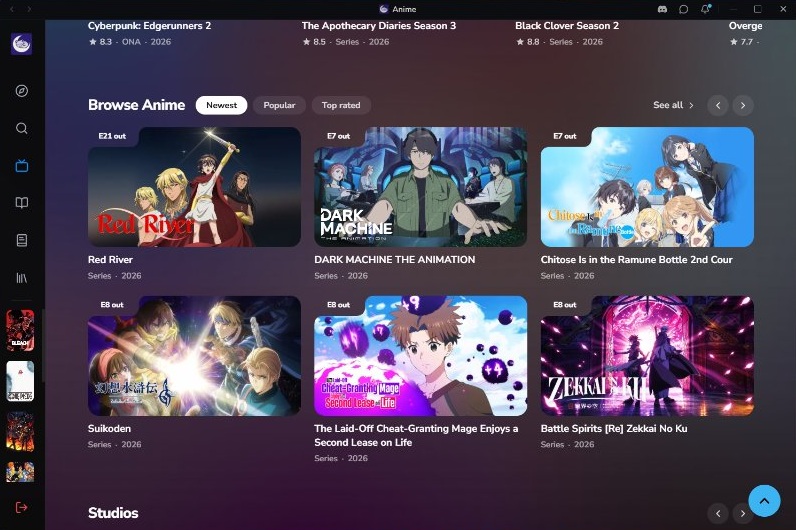 Anime
Cyberpunk: Edgerunners 2
The Apothecary Diaries Season 3
Black Clover Season 2
Overge
8.3 · ONA · 2026
8.5 · Series · 2026
8.8 · Series · 2026
7.7 ·
Browse Anime
Newest
Popular
Top rated
See all
E21 out
E7 out
E7 out
Red River
DARK
MACHINE
THE ANIMATION
Red River
DARK MACHINE THE ANIMATION
Chitose Is in the Ramune Bottle 2nd Cour
Series · 2026
Series · 2026
Series · 2026
BLEACH
E8 out
E8 out
E8 out
幻想水滸伝
Cheat-Granting Mage
Second Lease on Life
ZEKKAI NO KU
Suikoden
The Laid-Off Cheat-Granting Mage Enjoys a
Second Lease on Life
Battle Spirits [Re] Zekkai No Ku
Series · 2026
Series · 2026
Series · 2026
Studios